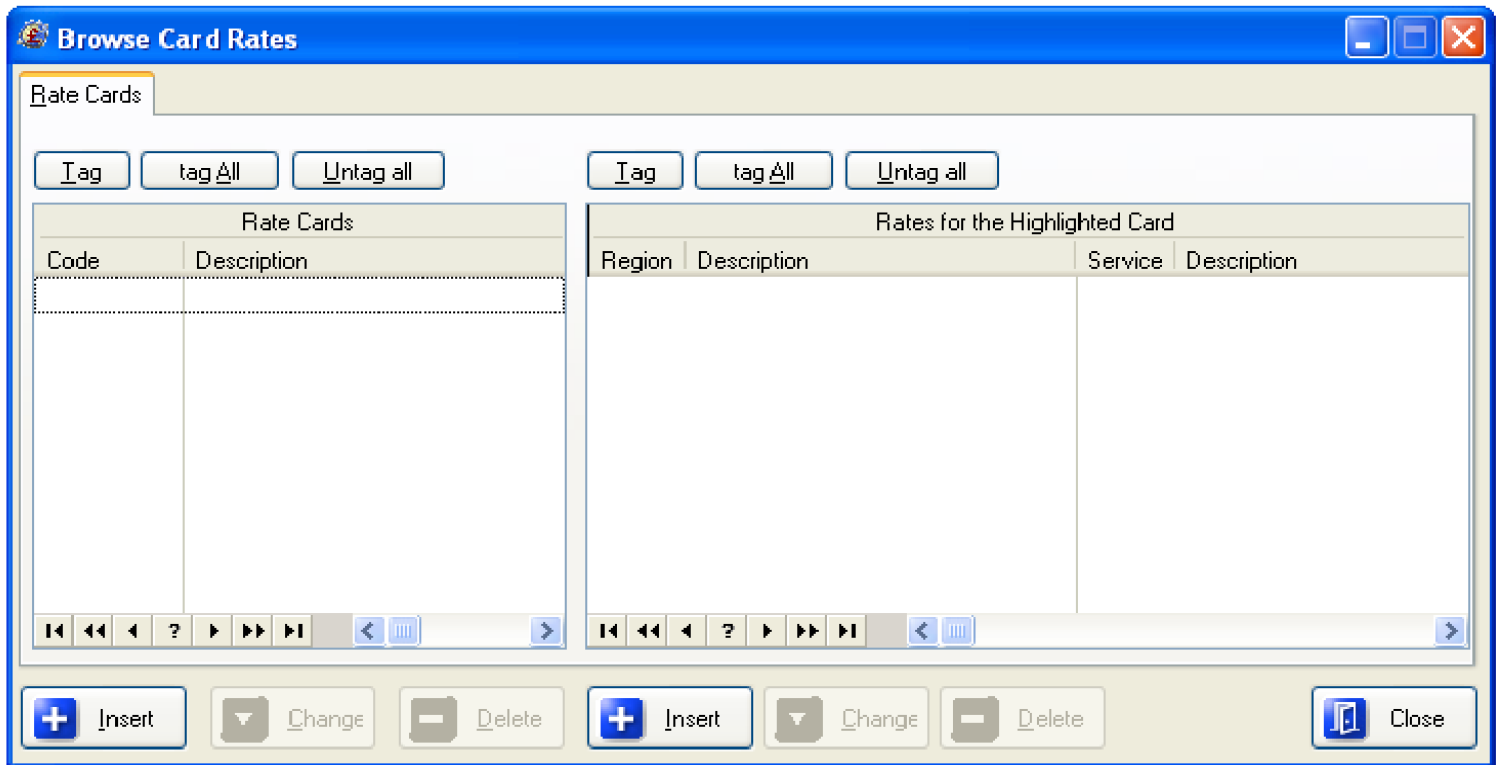 Browse Card Rates
Rate Cards
Tag tag All Untag all Tag tag All Untag all
Rate Cards Rates for the Highlighted Card
Code Description Region Description Service Description
? ?
Insert Change Delete Insert Change Delete Close